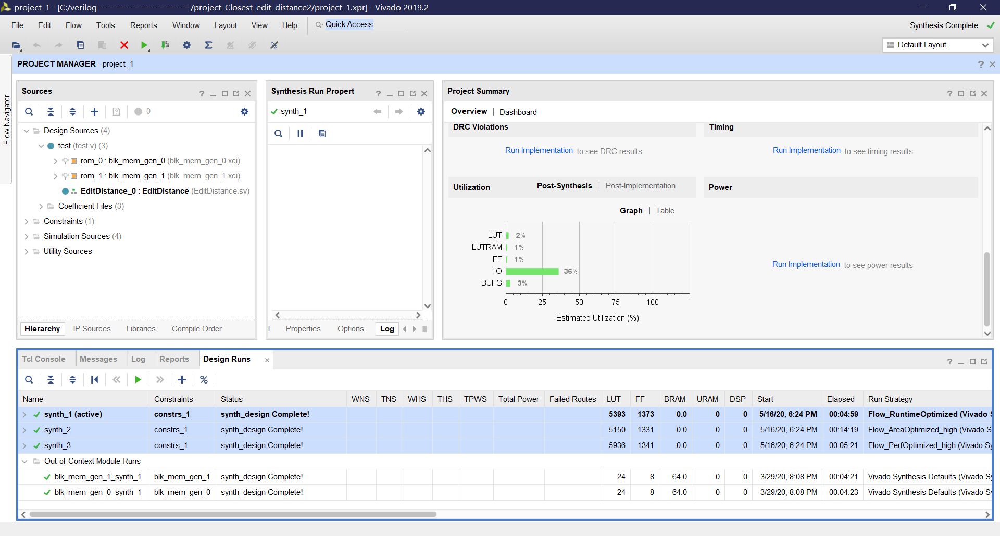 project_1 - [C:/verilog------------------------------/project_Closest_edit_distance2/project_1.xpr] - Vivado 2019.2
File Edit Flow Tools Reports Window Layout View Help Quick Access Synthesis Complete
Default Layout
PROJECT MANAGER - project_1
Flow Navigator
Sources
0
Design Sources (4)
test (test.v) (3)
rom_0 : blk_mem_gen_0 (blk_mem_gen_0.xci)
rom_1 : blk_mem_gen_1 (blk_mem_gen_1.xci)
EditDistance_0 : EditDistance (EditDistance.sv)
Coefficient Files (3)
Constraints (1)
Simulation Sources (4)
Utility Sources
Hierarchy IP Sources Libraries Compile Order
Synthesis Run Propert
synth_1
Properties Options Log
Project Summary
Overview | Dashboard
DRC Violations
Run Implementation to see DRC results
Timing
Run Implementation to see timing results
Utilization Post-Synthesis | Post-Implementation
Graph | Table
LUT 2%
LUTRAM 1%
FF 1%
IO 36%
BUFG 3%
0 25 50 75 100
Estimated Utilization (%)
Power
Run Implementation to see power results
Tcl Console Messages Log Reports Design Runs
Name Constraints Status WNS TNS WHS THS TPWS Total Power Failed Routes LUT FF BRAM URAM DSP Start Elapsed Run Strategy
synth_1 (active) constrs_1 synth_design Complete! 5393 1373 0.0 0 0 5/16/20, 6:24 PM 00:04:59 Flow_RuntimeOptimized (Vivado
synth_2 constrs_1 synth_design Complete! 5150 1331 0.0 0 0 5/16/20, 6:24 PM 00:14:19 Flow_AreaOptimized_high (Vivado S
synth_3 constrs_1 synth_design Complete! 5936 1341 0.0 0 0 5/16/20, 6:24 PM 00:05:21 Flow_PerfOptimized_high (Vivado Sy
Out-of-Context Module Runs
blk_mem_gen_1_synth_1 blk_mem_gen_1 synth_design Complete! 24 8 64.0 0 0 3/29/20, 8:08 PM 00:04:21 Vivado Synthesis Defaults (Vivado Sy
blk_mem_gen_0_synth_1 blk_mem_gen_0 synth_design Complete! 24 8 64.0 0 0 3/29/20, 8:08 PM 00:04:23 Vivado Synthesis Defaults (Vivado Sy